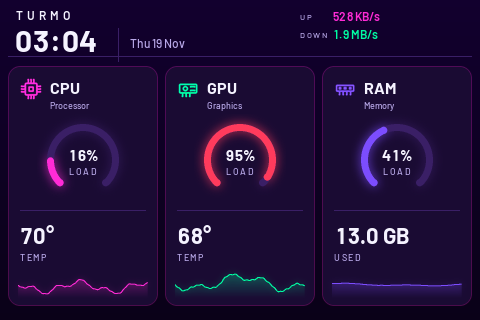 TURMO
03:04
Thu 19 Nov
UP 528 KB/s
DOWN 1.9 MB/s
CPU
Processor
16%
LOAD
70°
TEMP
GPU
Graphics
95%
LOAD
68°
TEMP
RAM
Memory
41%
LOAD
13.0 GB
USED